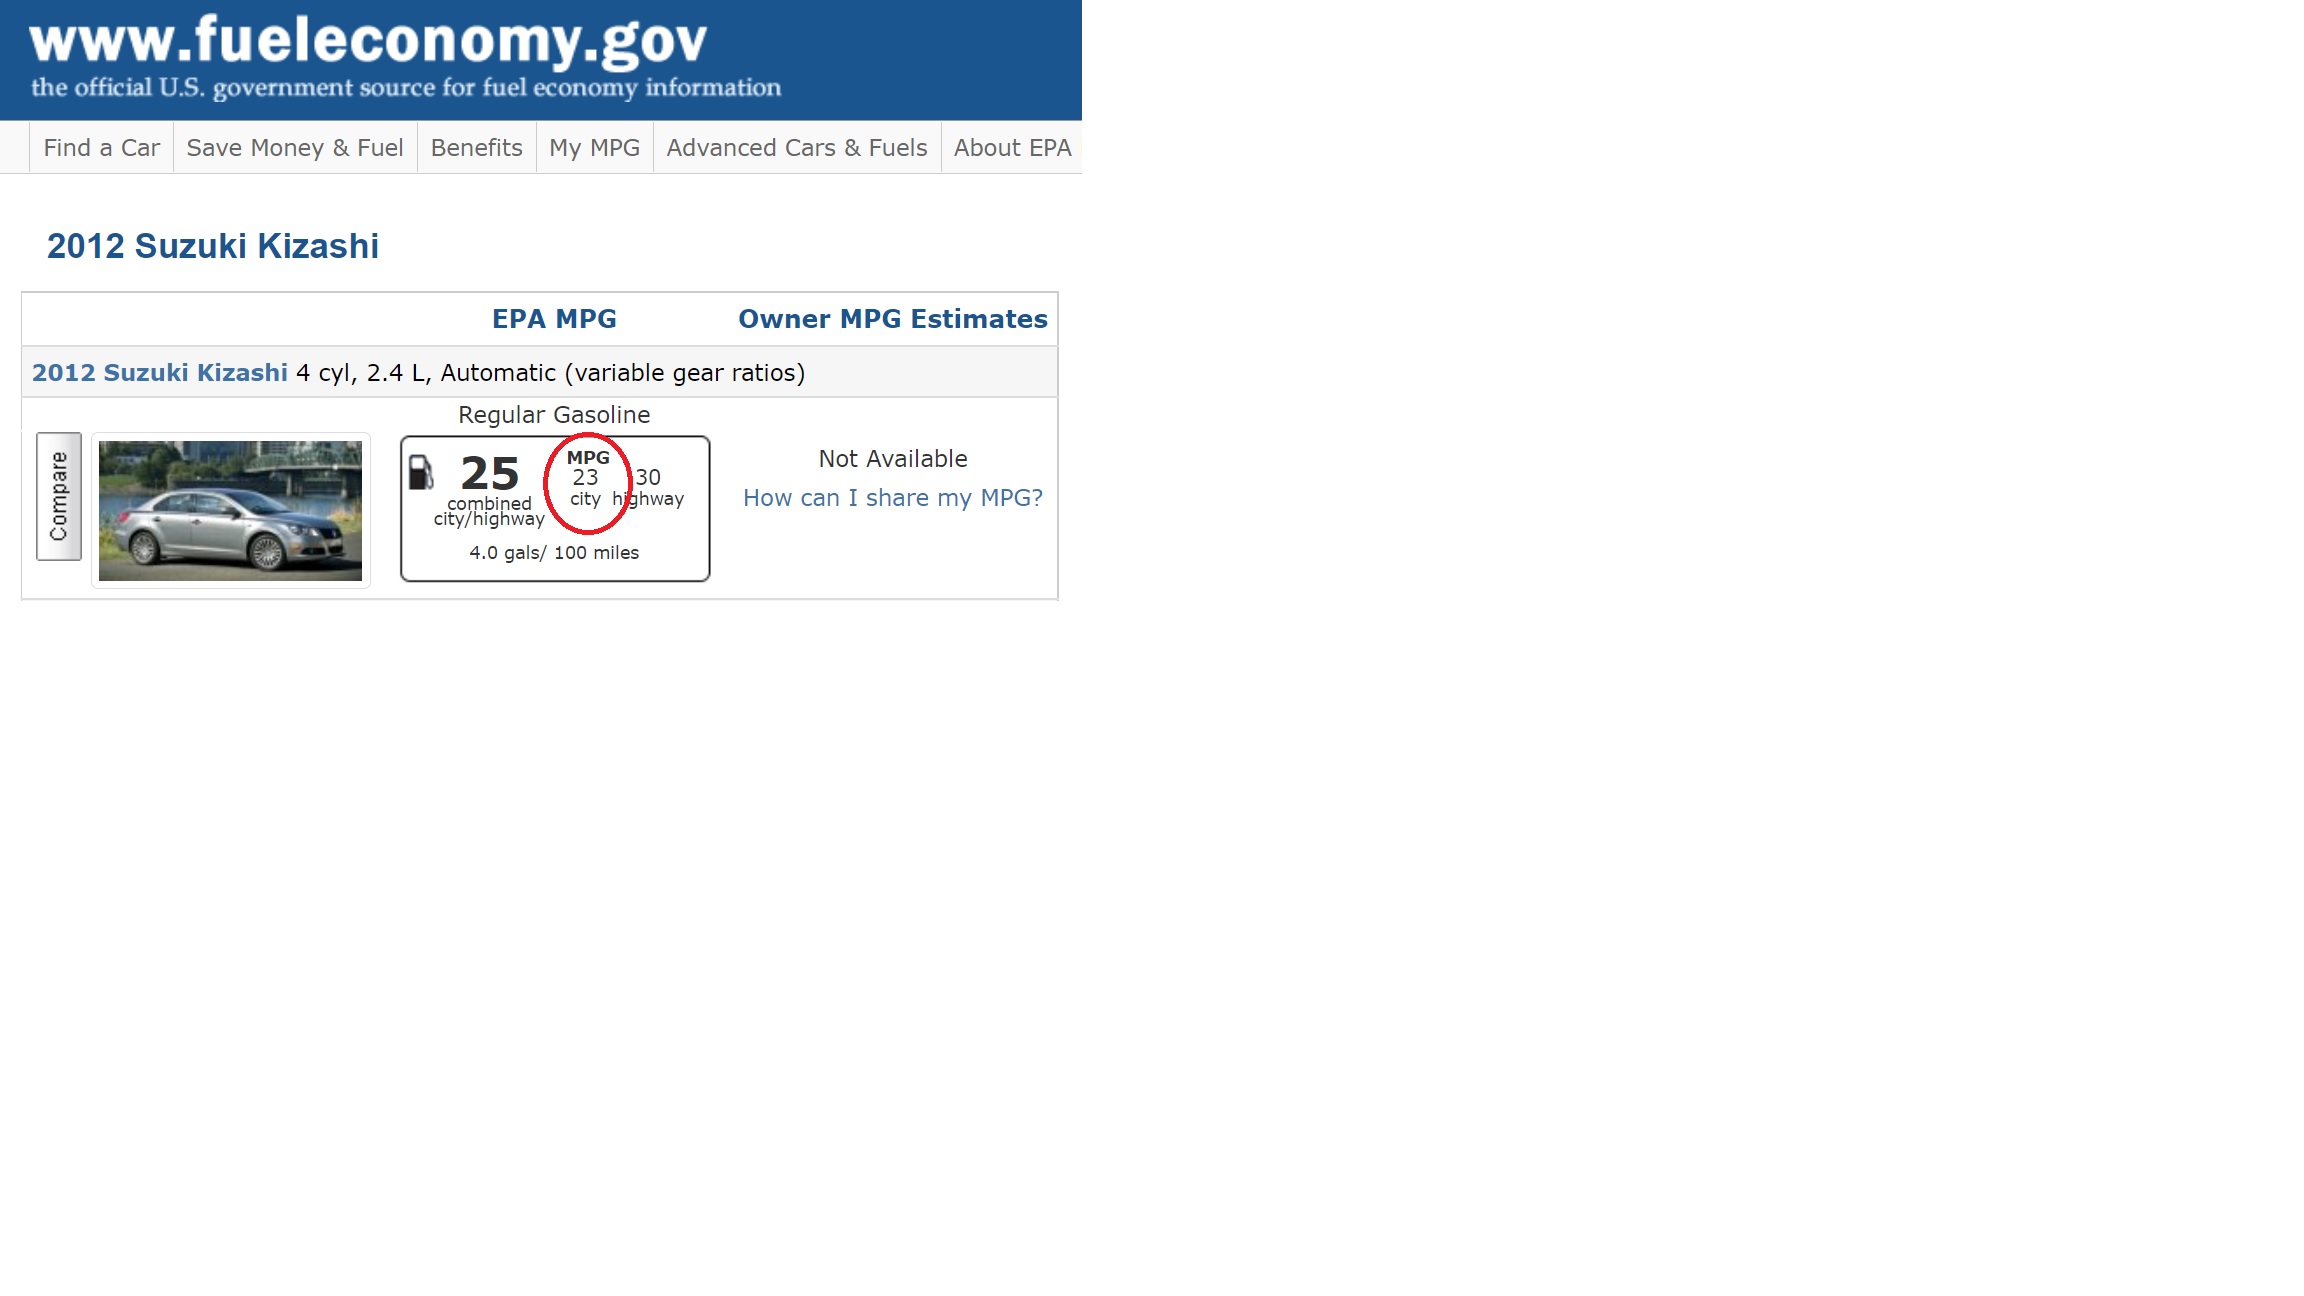 www.fueleconomy.gov
the official U.S. government source for fuel economy information
Find a Car Save Money & Fuel Benefits My MPG Advanced Cars & Fuels About EPA
2012 Suzuki Kizashi
EPA MPG Owner MPG Estimates
2012 Suzuki Kizashi 4 cyl, 2.4 L, Automatic (variable gear ratios)
Regular Gasoline
Compare
25
combined
city/highway
MPG
23 30
city highway
4.0 gals/ 100 miles
Not Available
How can I share my MPG?